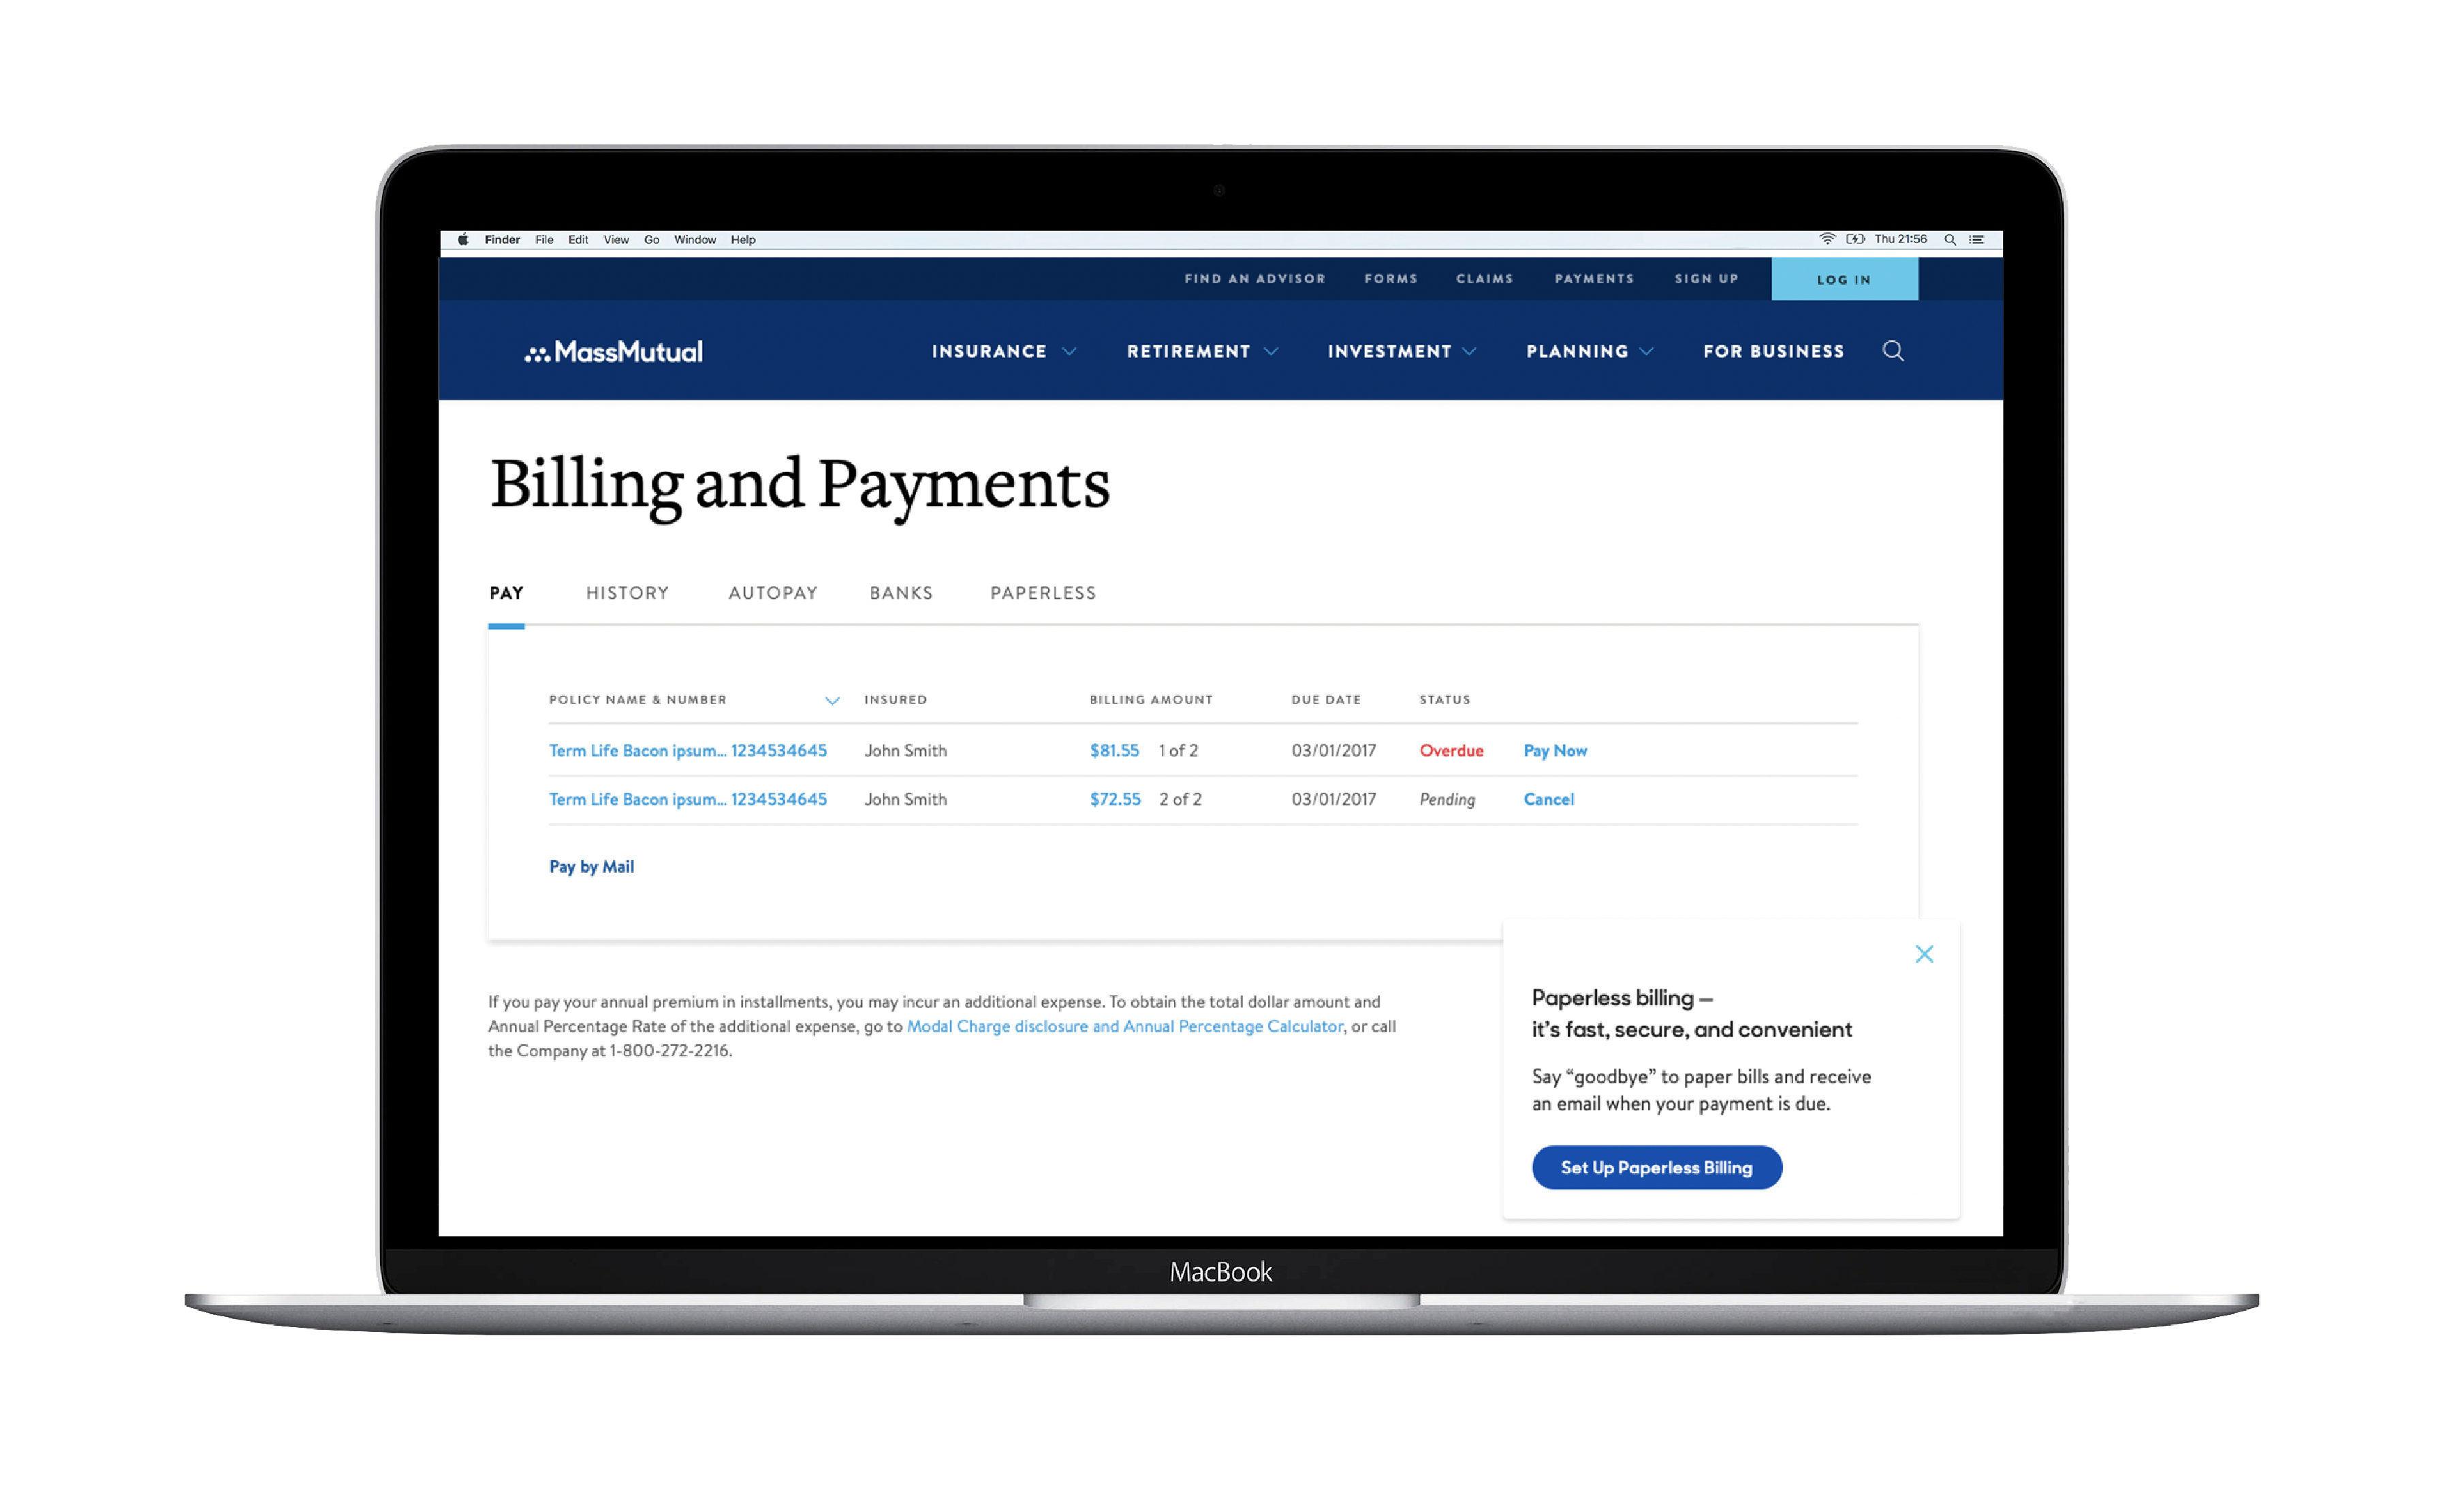 Finder File Edit View Go Window Help Thu 21:56
FIND AN ADVISOR FORMS CLAIMS PAYMENTS SIGN UP LOG IN
MassMutual INSURANCE RETIREMENT INVESTMENT PLANNING FOR BUSINESS
Billing and Payments
PAY HISTORY AUTOPAY BANKS PAPERLESS
POLICY NAME & NUMBER INSURED BILLING AMOUNT DUE DATE STATUS
Term Life Bacon ipsum... 1234534645 John Smith $81.55 1 of 2 03/01/2017 Overdue Pay Now
Term Life Bacon ipsum... 1234534645 John Smith $72.55 2 of 2 03/01/2017 Pending Cancel
Pay by Mail
If you pay your annual premium in installments, you may incur an additional expense. To obtain the total dollar amount and
Annual Percentage Rate of the additional expense, go to Modal Charge disclosure and Annual Percentage Calculator, or call
the Company at 1-800-272-2216.
Paperless billing –
it's fast, secure, and convenient
Say “goodbye” to paper bills and receive
an email when your payment is due.
Set Up Paperless Billing
MacBook